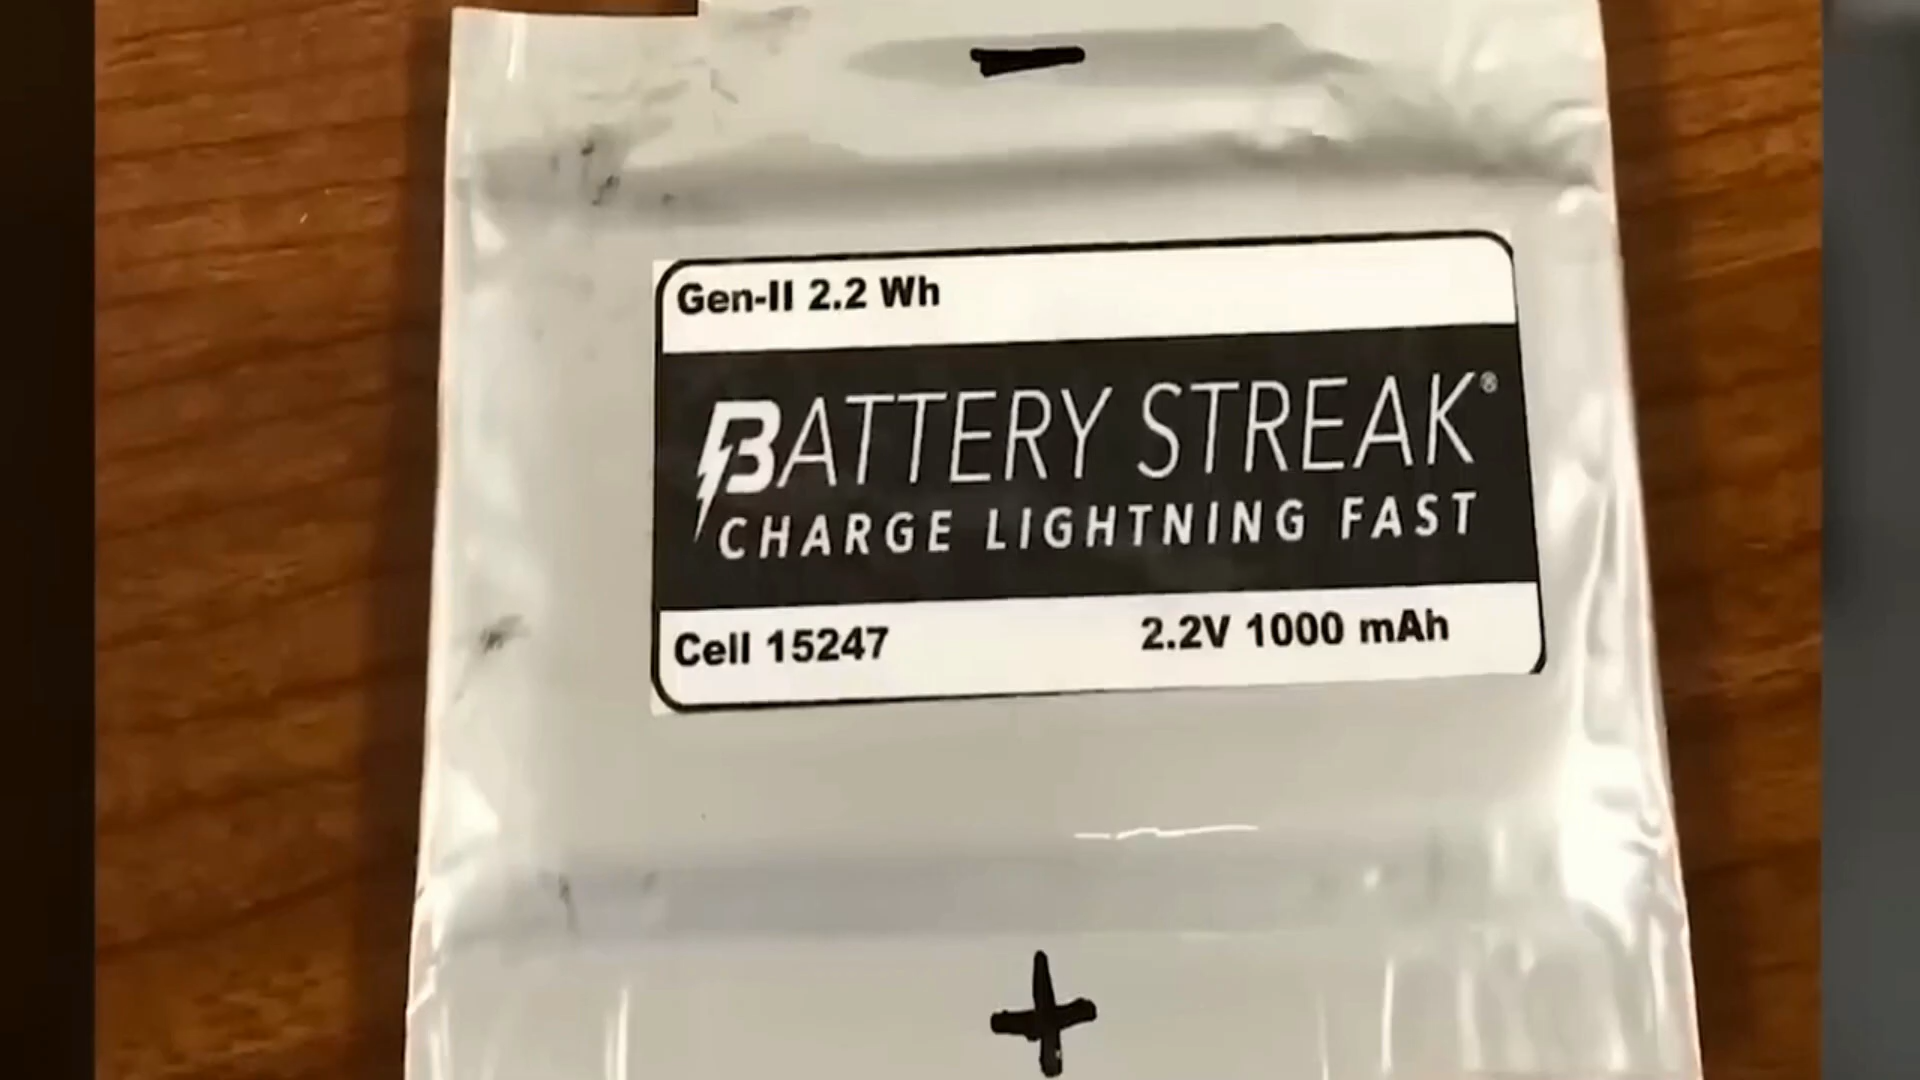 −
Gen-II 2.2 Wh
BATTERY STREAK®
CHARGE LIGHTNING FAST
Cell 15247 2.2V 1000 mAh
+